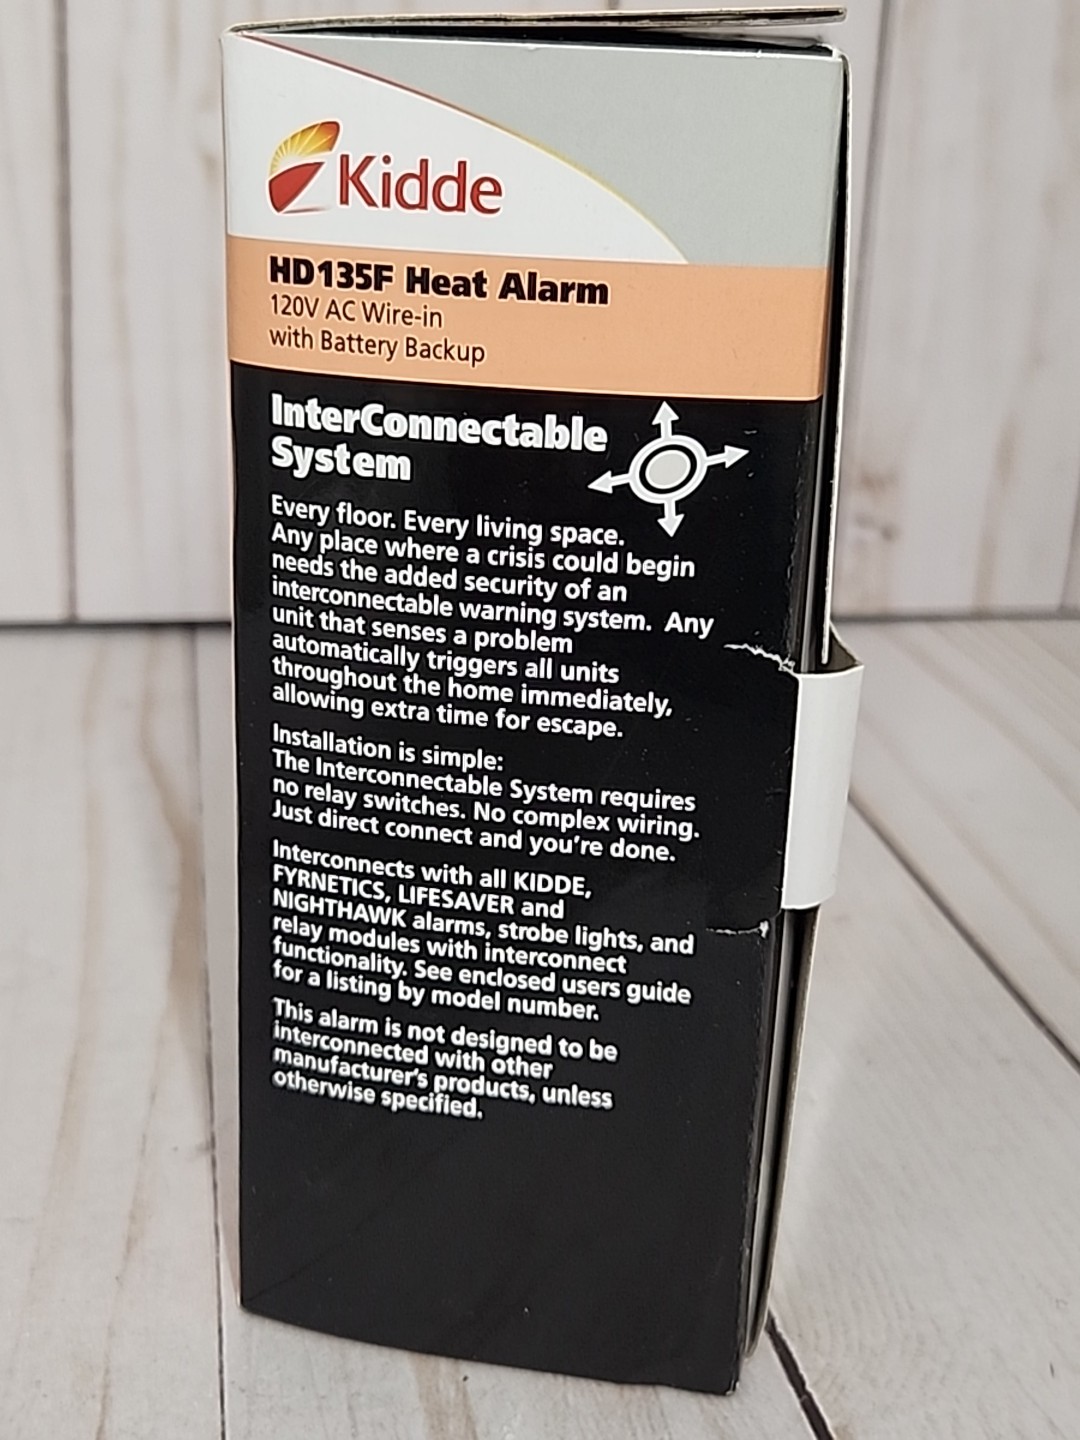 Kidde
HD135F Heat Alarm
120V AC Wire-in
with Battery Backup
InterConnectable
System
Every floor. Every living space.
Any place where a crisis could begin
needs the added security of an
interconnectable warning system. Any
unit that senses a problem
automatically triggers all units
throughout the home immediately,
allowing extra time for escape.
Installation is simple:
The Interconnectable System requires
no relay switches. No complex wiring.
Just direct connect and you're done.
Interconnects with all KIDDE,
FYRNETICS, LIFESAVER and
NIGHTHAWK alarms, strobe lights, and
relay modules with interconnect
functionality. See enclosed users guide
for a listing by model number.
This alarm is not designed to be
interconnected with other
manufacturer's products, unless
otherwise specified.